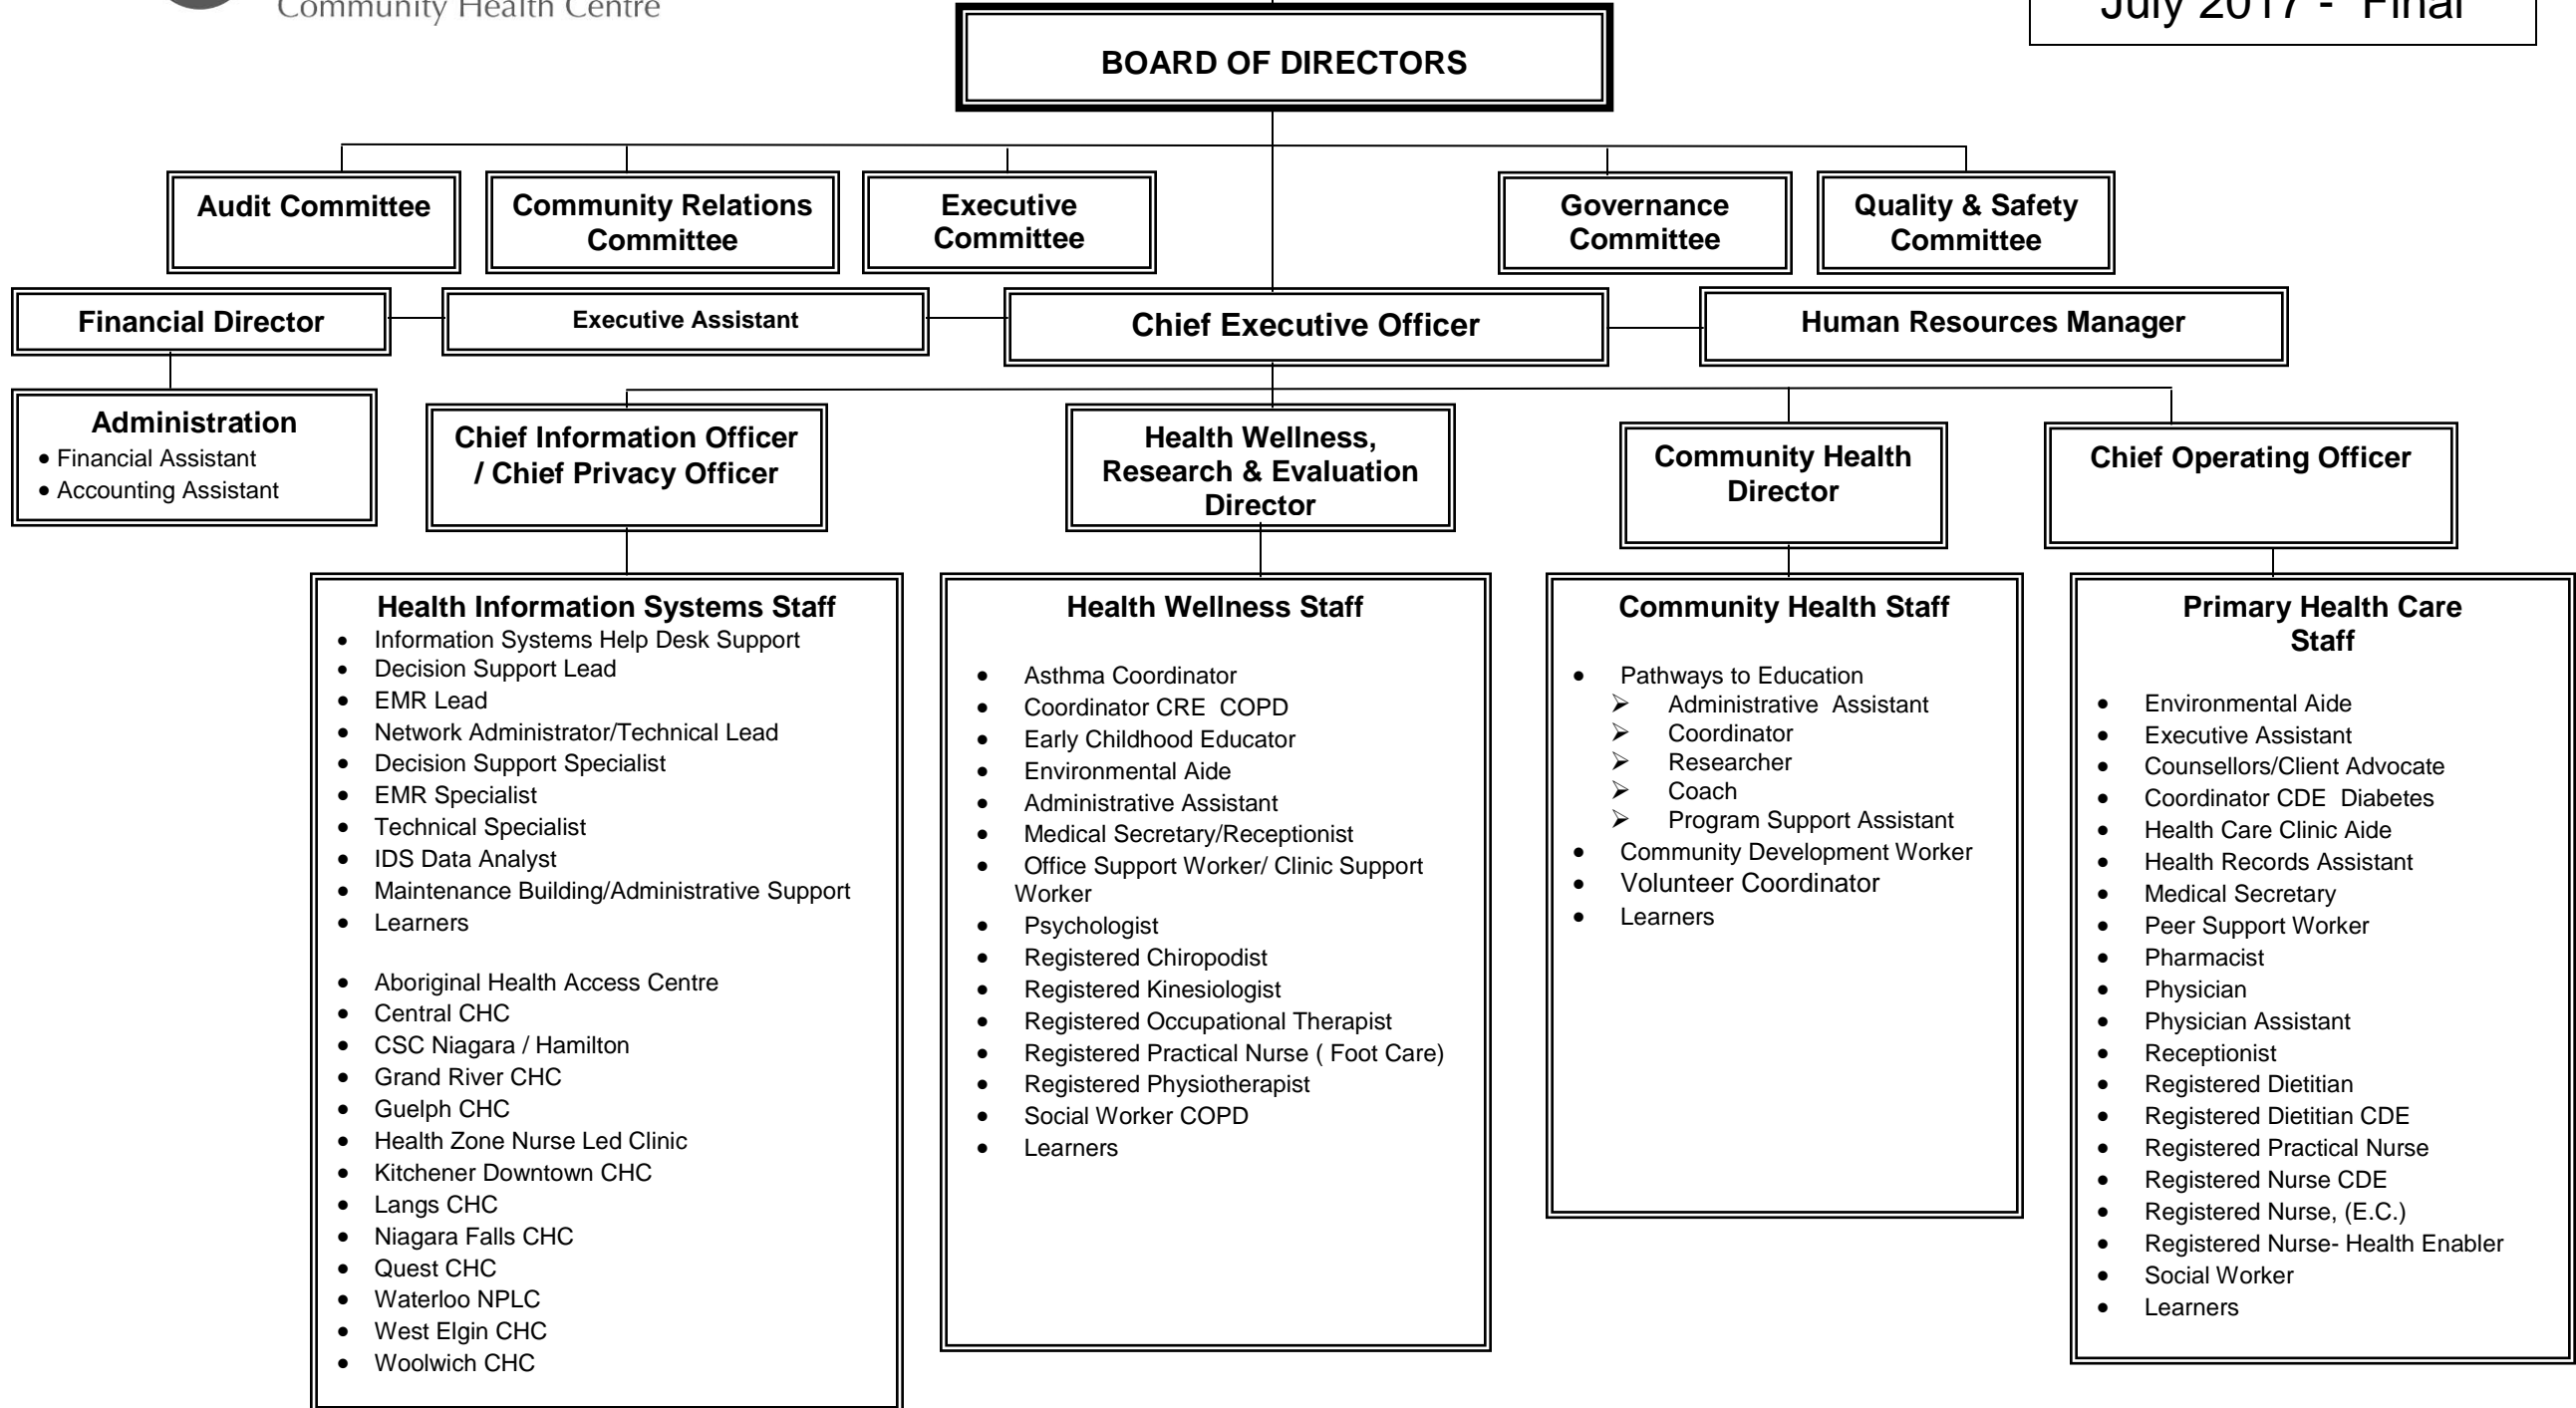 Community Health Centre
July 2017 - Final
BOARD OF DIRECTORS
Audit Committee
Community Relations
Committee
Executive
Committee
Governance
Committee
Quality & Safety
Committee
Financial Director
Executive Assistant
Chief Executive Officer
Human Resources Manager
Administration
• Financial Assistant
• Accounting Assistant
Chief Information Officer
/ Chief Privacy Officer
Health Wellness,
Research & Evaluation
Director
Community Health
Director
Chief Operating Officer
Health Information Systems Staff
• Information Systems Help Desk Support
• Decision Support Lead
• EMR Lead
• Network Administrator/Technical Lead
• Decision Support Specialist
• EMR Specialist
• Technical Specialist
• IDS Data Analyst
• Maintenance Building/Administrative Support
• Learners
• Aboriginal Health Access Centre
• Central CHC
• CSC Niagara / Hamilton
• Grand River CHC
• Guelph CHC
• Health Zone Nurse Led Clinic
• Kitchener Downtown CHC
• Langs CHC
• Niagara Falls CHC
• Quest CHC
• Waterloo NPLC
• West Elgin CHC
• Woolwich CHC
Health Wellness Staff
• Asthma Coordinator
• Coordinator CRE COPD
• Early Childhood Educator
• Environmental Aide
• Administrative Assistant
• Medical Secretary/Receptionist
• Office Support Worker/ Clinic Support
Worker
• Psychologist
• Registered Chiropodist
• Registered Kinesiologist
• Registered Occupational Therapist
• Registered Practical Nurse ( Foot Care)
• Registered Physiotherapist
• Social Worker COPD
• Learners
Community Health Staff
• Pathways to Education
➢ Administrative Assistant
➢ Coordinator
➢ Researcher
➢ Coach
➢ Program Support Assistant
• Community Development Worker
• Volunteer Coordinator
• Learners
Primary Health Care
Staff
• Environmental Aide
• Executive Assistant
• Counsellors/Client Advocate
• Coordinator CDE Diabetes
• Health Care Clinic Aide
• Health Records Assistant
• Medical Secretary
• Peer Support Worker
• Pharmacist
• Physician
• Physician Assistant
• Receptionist
• Registered Dietitian
• Registered Dietitian CDE
• Registered Practical Nurse
• Registered Nurse CDE
• Registered Nurse, (E.C.)
• Registered Nurse- Health Enabler
• Social Worker
• Learners